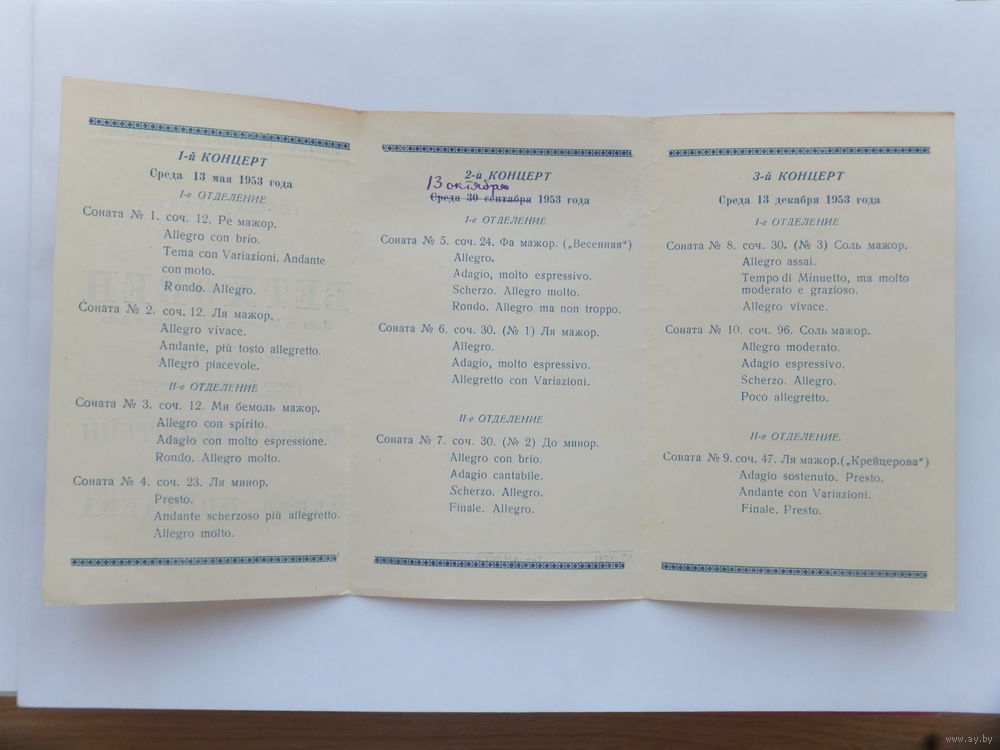 1-й КОНЦЕРТ
Среда 13 мая 1953 года
I-е ОТДЕЛЕНИЕ
Соната № 1. соч. 12. Ре мажор.
Allegro con brio.
Tema con Variazioni. Andante
con moto.
Rondo. Allegro.
Соната № 2. соч. 12. Ля мажор.
Allegro vivace.
Andante, più tosto allegretto.
Allegro piacevole.
II-е ОТДЕЛЕНИЕ
Соната № 3. соч. 12. Ми бемоль мажор.
Allegro con spirito.
Adagio con molto espressione.
Rondo. Allegro molto.
Соната № 4. соч. 23. Ля минор.
Presto.
Andante scherzoso più allegretto.
Allegro molto.
2-й КОНЦЕРТ
13 октября
Среда 30 сентября 1953 года
I-е ОТДЕЛЕНИЕ
Соната № 5. соч. 24. Фа мажор. („Весенняя“)
Allegro.
Adagio, molto espressivo.
Scherzo. Allegro molto.
Rondo. Allegro ma non troppo.
Соната № 6. соч. 30. (№ 1) Ля мажор.
Allegro.
Adagio, molto espressivo.
Allegretto con Variazioni.
II-е ОТДЕЛЕНИЕ
Соната № 7. соч. 30. (№ 2) До минор.
Allegro con brio.
Adagio cantabile.
Scherzo. Allegro.
Finale. Allegro.
3-й КОНЦЕРТ
Среда 13 декабря 1953 года
I-е ОТДЕЛЕНИЕ
Соната № 8. соч. 30. (№ 3) Соль мажор.
Allegro assai.
Tempo di Minuetto, ma molto
moderato e grazioso.
Allegro vivace.
Соната № 10. соч. 96. Соль мажор.
Allegro moderato.
Adagio espressivo.
Scherzo. Allegro.
Poco allegretto.
II-е ОТДЕЛЕНИЕ.
Соната № 9. соч. 47. Ля мажор.(„Крейцерова“)
Adagio sostenuto. Presto.
Andante con Variazioni.
Finale. Presto.
www.ay.by